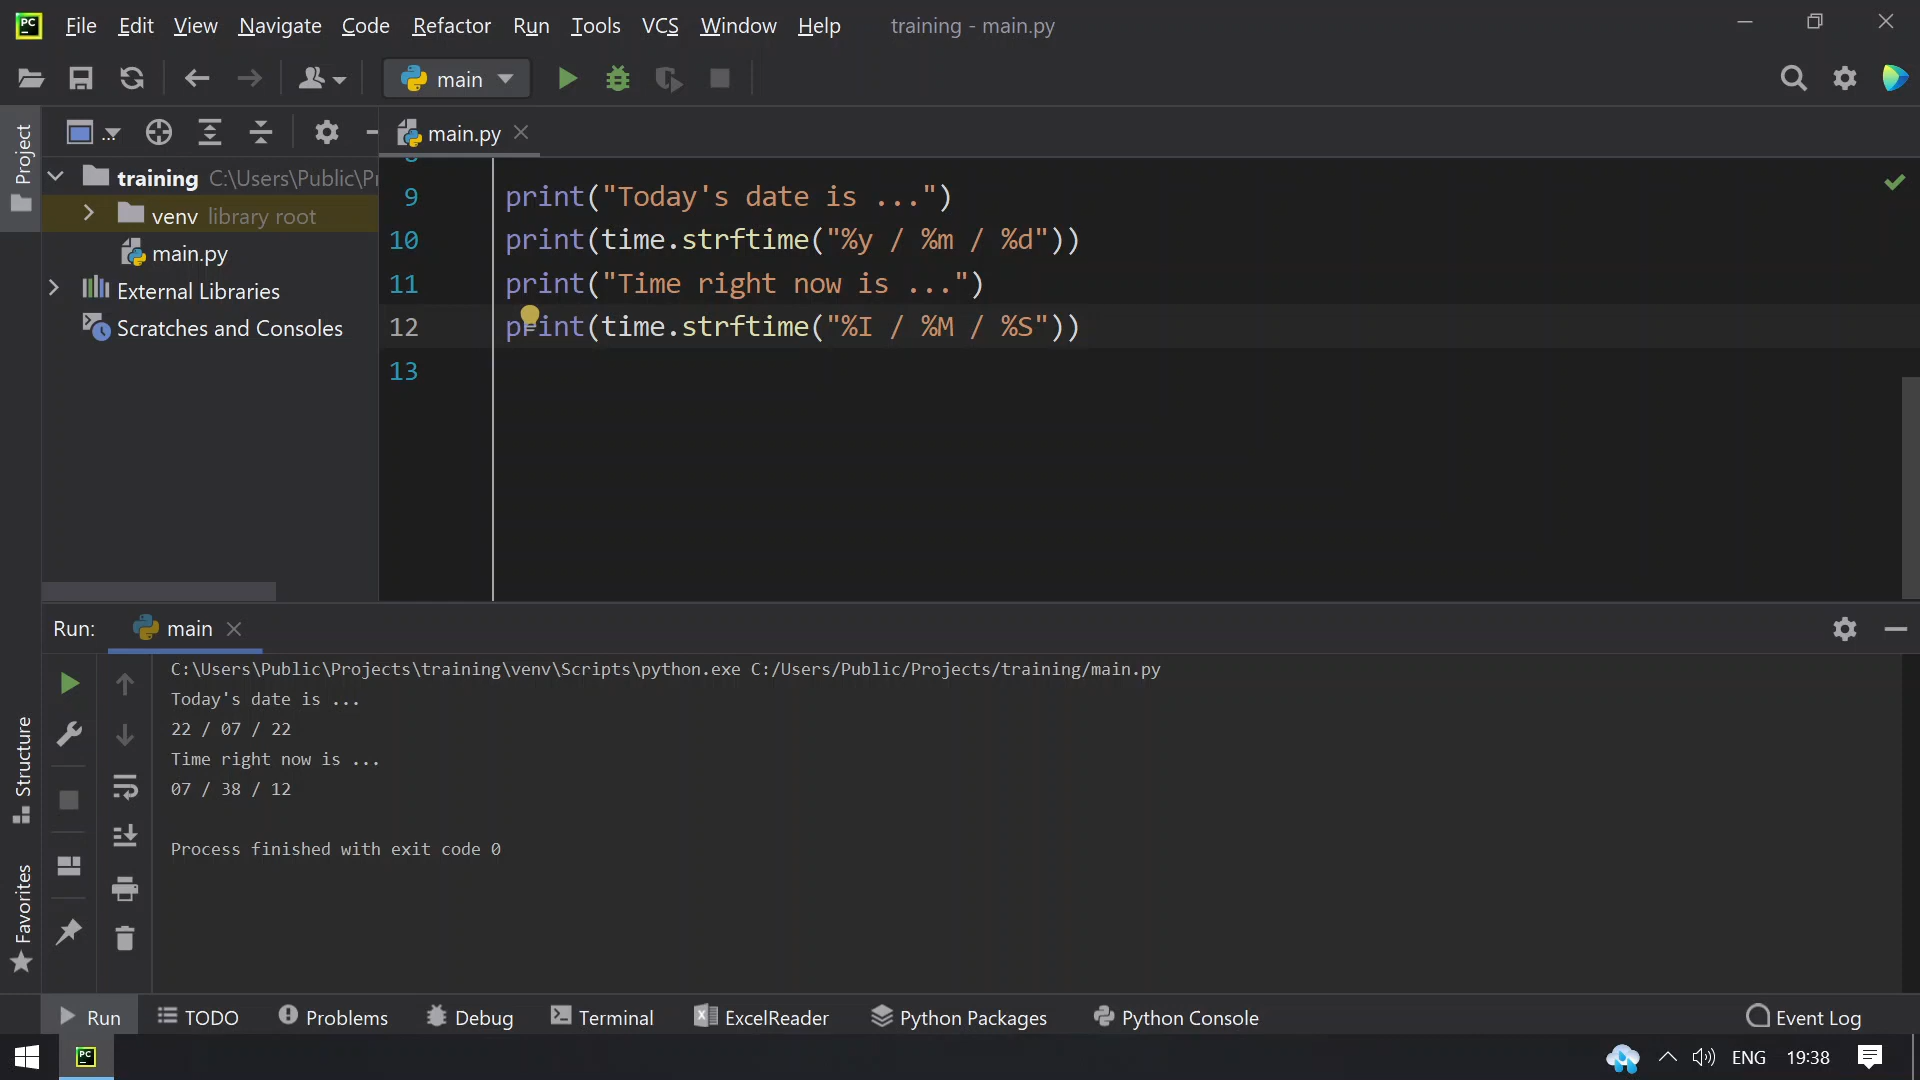 PC File Edit View Navigate Code Refactor Run Tools VCS Window Help training - main.py
main
Project
...
main.py
training C:\Users\Public\Pr
venv library root
main.py
External Libraries
Scratches and Consoles
9 print("Today's date is ...")
10 print(time.strftime("%y / %m / %d"))
11 print("Time right now is ...")
12 print(time.strftime("%I / %M / %S"))
13
Run: main
C:\Users\Public\Projects\training\venv\Scripts\python.exe C:/Users/Public/Projects/training/main.py
Today's date is ...
22 / 07 / 22
Time right now is ...
07 / 38 / 12
Process finished with exit code 0
Structure
Favorites
Run TODO Problems Debug Terminal ExcelReader Python Packages Python Console Event Log
PC ENG 19:38